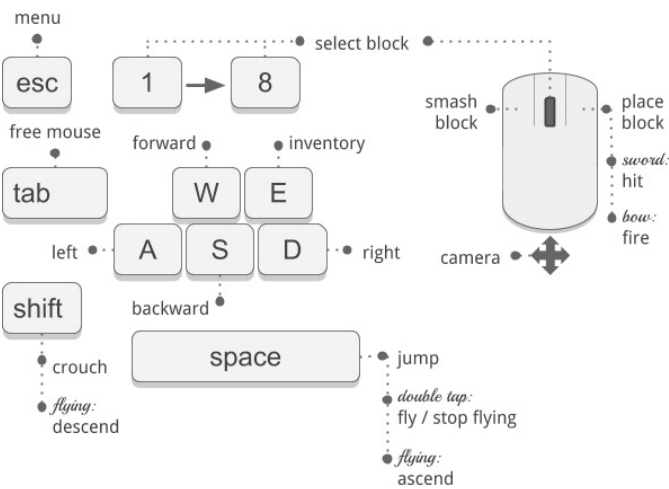 menu
esc
1
8
select block
smash
block
place
block
sword:
hit
bow:
fire
camera
free mouse
tab
forward
inventory
W
E
left
A
S
D
right
backward
shift
crouch
flying:
descend
space
jump
double tap:
fly / stop flying
flying:
ascend